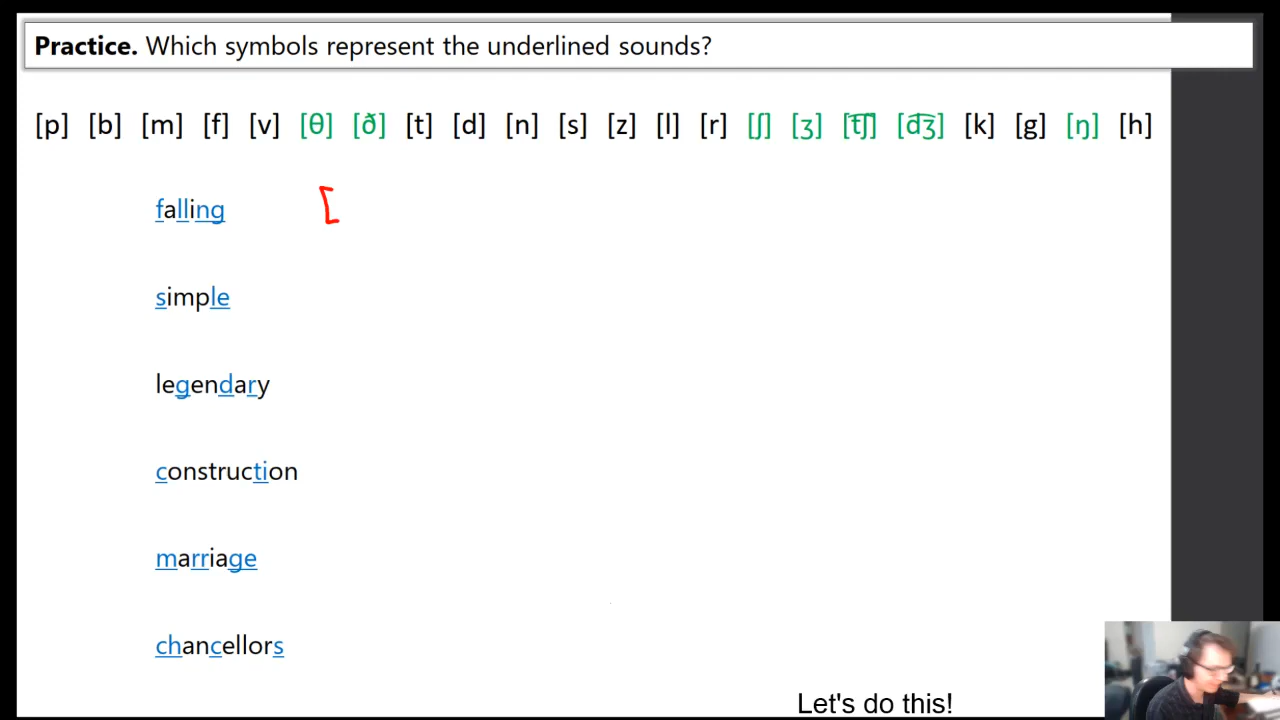 Practice. Which symbols represent the underlined sounds?
[p] [b] [m] [f] [v] [θ] [ð] [t] [d] [n] [s] [z] [l] [r] [ʃ] [ʒ] [t͡ʃ] [d͡ʒ] [k] [g] [ŋ] [h]
falling [
simple
legendary
construction
marriage
chancellors
Let's do this!